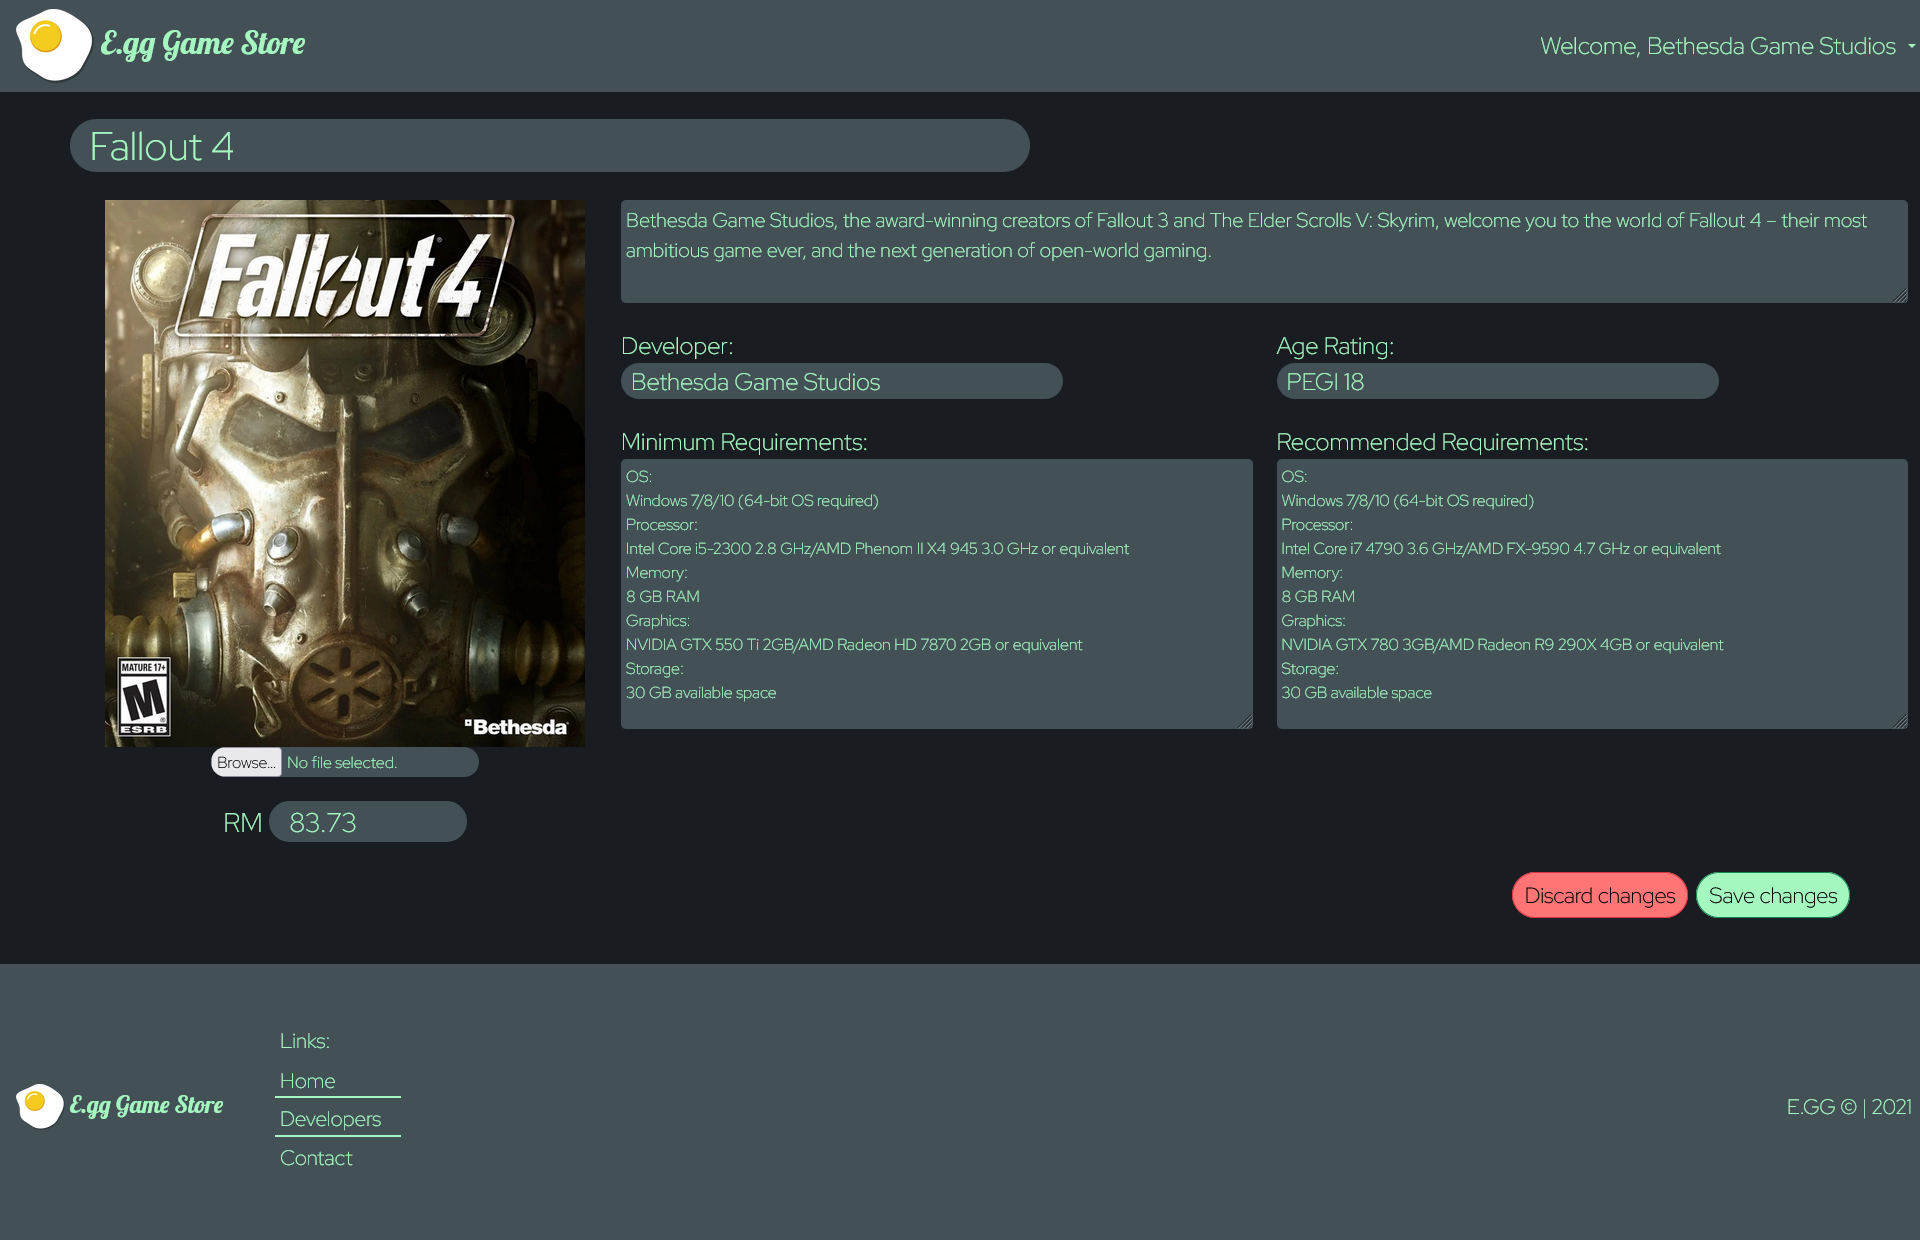 E.gg Game Store
Welcome, Bethesda Game Studios
Fallout 4
Fallout 4
MATURE 17+
M
ESRB
Bethesda
Browse...
No file selected.
RM
83.73
Bethesda Game Studios, the award-winning creators of Fallout 3 and The Elder Scrolls V: Skyrim, welcome you to the world of Fallout 4 – their most
ambitious game ever, and the next generation of open-world gaming.
Developer:
Bethesda Game Studios
Age Rating:
PEGI 18
Minimum Requirements:
OS:
Windows 7/8/10 (64-bit OS required)
Processor:
Intel Core i5-2300 2.8 GHz/AMD Phenom II X4 945 3.0 GHz or equivalent
Memory:
8 GB RAM
Graphics:
NVIDIA GTX 550 Ti 2GB/AMD Radeon HD 7870 2GB or equivalent
Storage:
30 GB available space
Recommended Requirements:
OS:
Windows 7/8/10 (64-bit OS required)
Processor:
Intel Core i7 4790 3.6 GHz/AMD FX-9590 4.7 GHz or equivalent
Memory:
8 GB RAM
Graphics:
NVIDIA GTX 780 3GB/AMD Radeon R9 290X 4GB or equivalent
Storage:
30 GB available space
Discard changes
Save changes
E.gg Game Store
Links:
Home
Developers
Contact
E.GG © | 2021